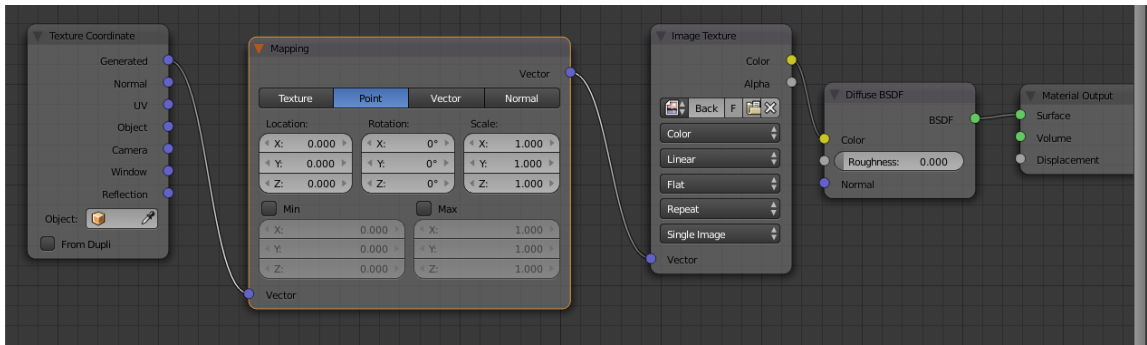 Texture Coordinate
Generated
Normal
UV
Object
Camera
Window
Reflection
Object:
From Dupli
Mapping
Vector
Texture Point Vector Normal
Location: Rotation: Scale:
X: 0.000 X: 0° X: 1.000
Y: 0.000 Y: 0° Y: 1.000
Z: 0.000 Z: 0° Z: 1.000
Min Max
X: 0.000 X: 1.000
Y: 0.000 Y: 1.000
Z: 0.000 Z: 1.000
Vector
Image Texture
Color
Alpha
Back F
Color
Linear
Flat
Repeat
Single Image
Vector
Diffuse BSDF
BSDF
Color
Roughness: 0.000
Normal
Material Output
Surface
Volume
Displacement